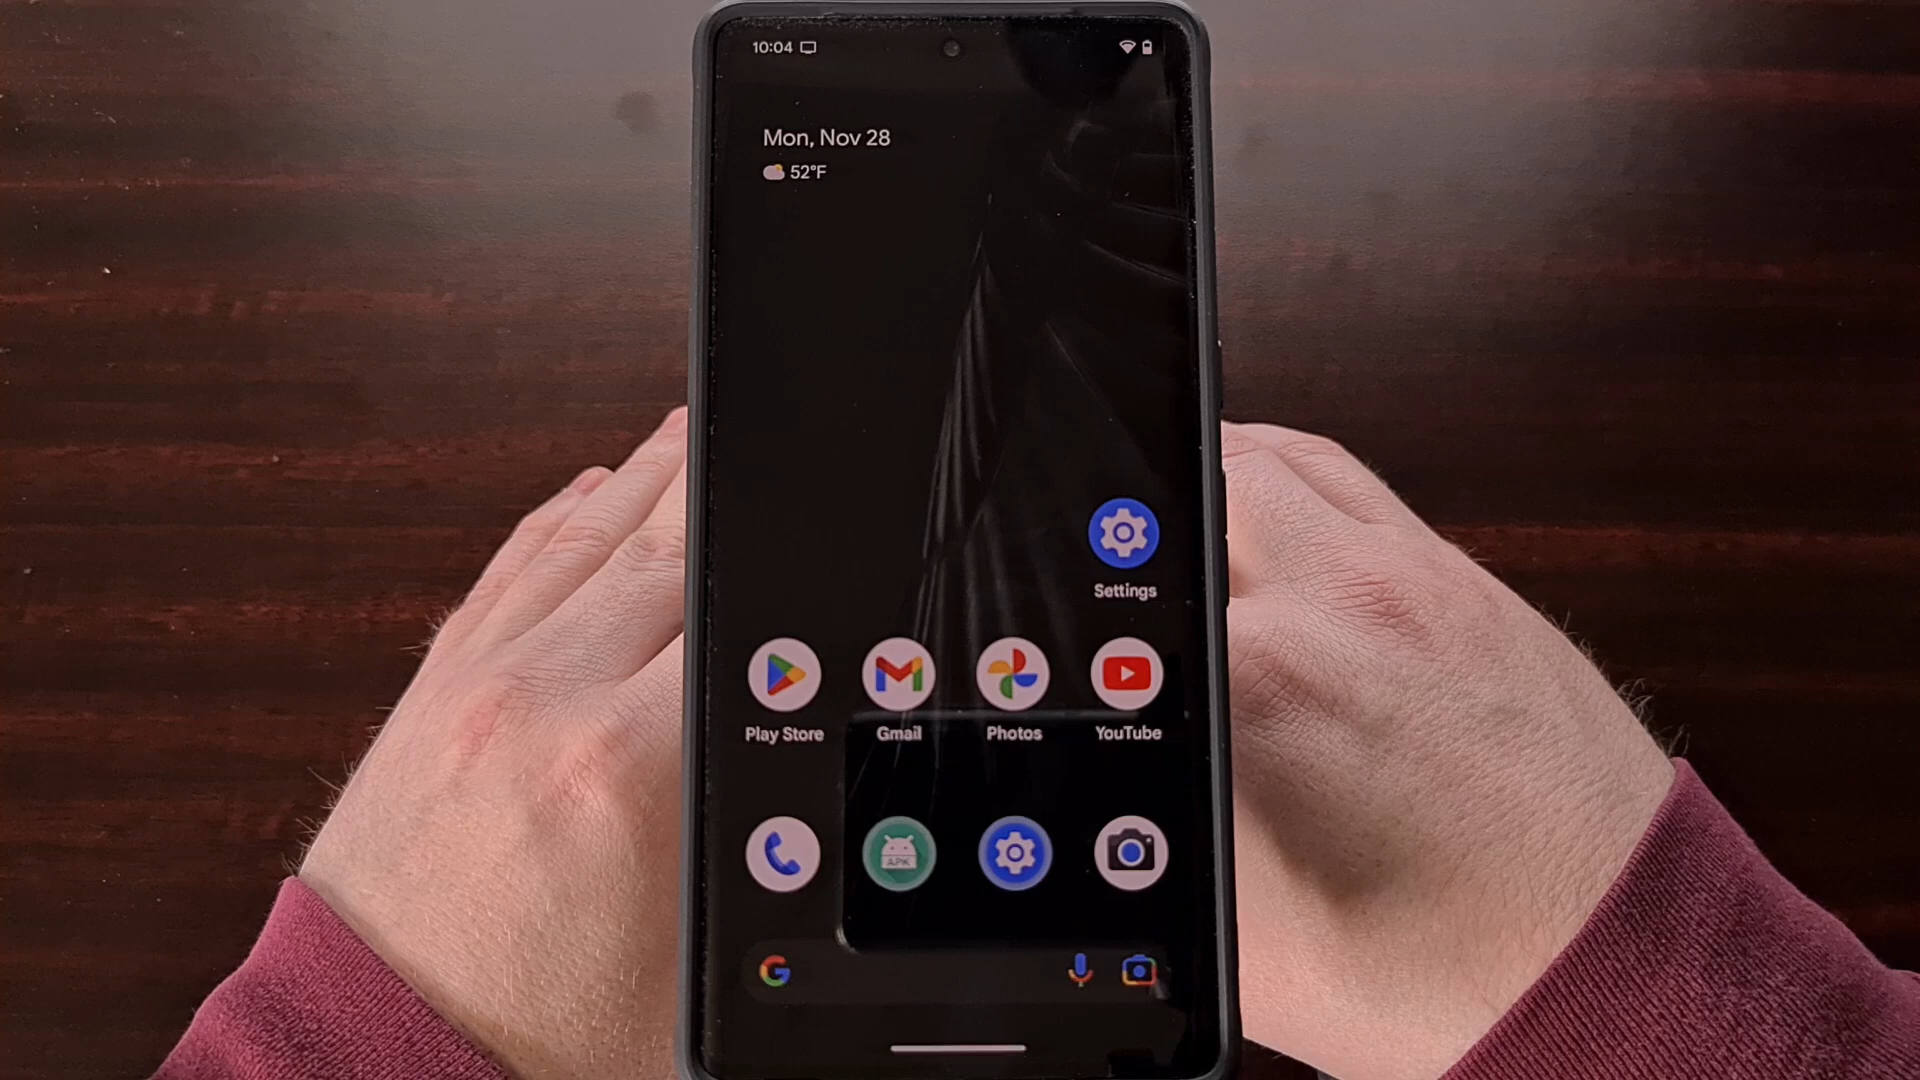 10:04
Mon, Nov 28
52°F
Settings
Play Store
Gmail
Photos
YouTube
APK
G